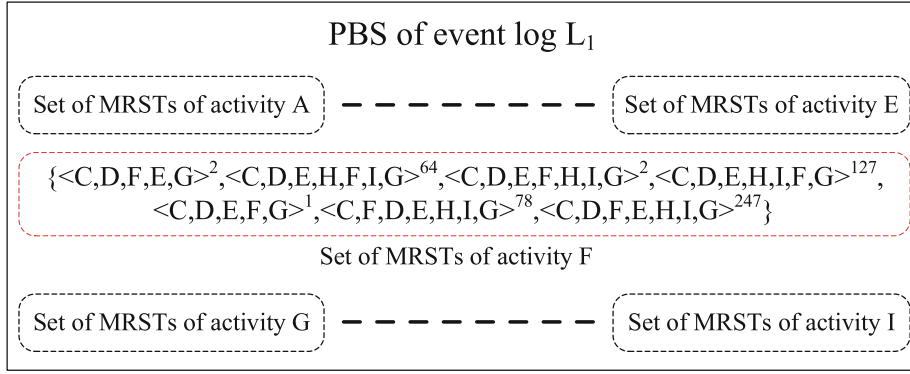 PBS of event log L₁
Set of MRSTs of activity A
Set of MRSTs of activity E
{<C,D,F,E,G>²,<C,D,E,H,F,I,G>⁶⁴,<C,D,E,F,H,I,G>²,<C,D,E,H,I,F,G>¹²⁷,
<C,D,E,F,G>¹,<C,F,D,E,H,I,G>⁷⁸,<C,D,F,E,H,I,G>²⁴⁷}
Set of MRSTs of activity F
Set of MRSTs of activity G
Set of MRSTs of activity I